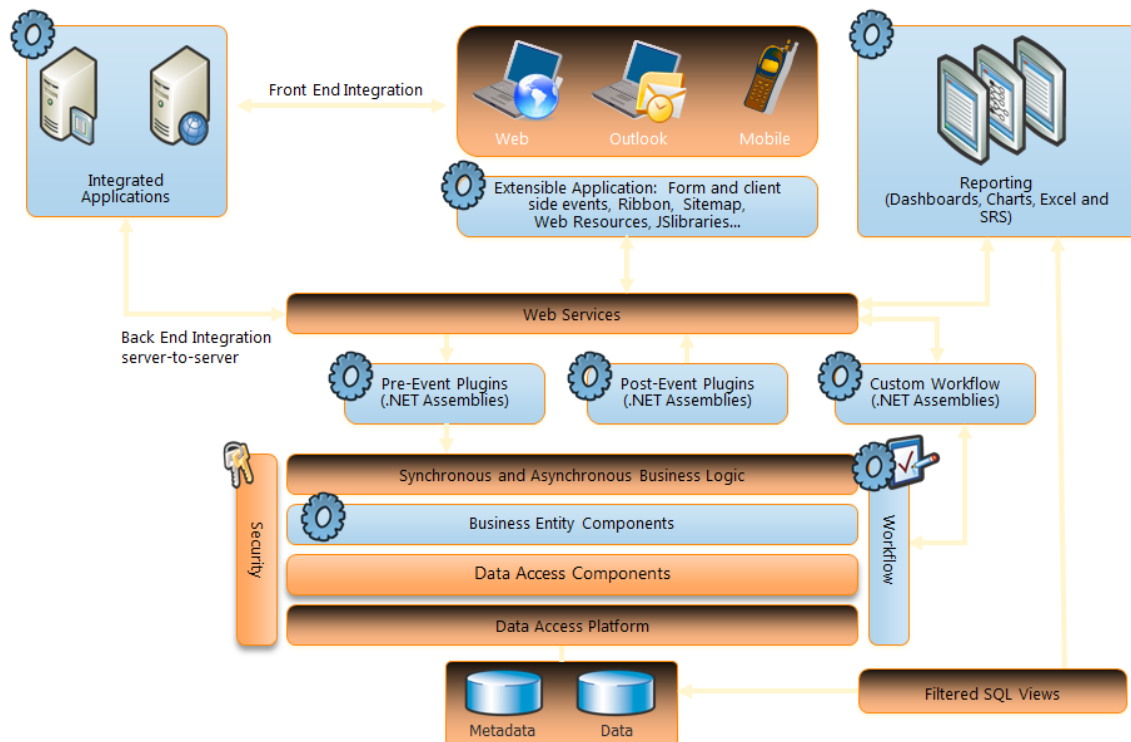 Front End Integration
Web
Outlook
Mobile
Integrated
Applications
Extensible Application:  Form and client
side events, Ribbon,  Sitemap,
Web Resources, JSlibraries...
Reporting
(Dashboards, Charts, Excel and
SRS)
Web Services
Back End Integration
server-to-server
Pre-Event Plugins
(.NET Assemblies)
Post-Event Plugins
(.NET Assemblies)
Custom Workflow
(.NET Assemblies)
Synchronous and Asynchronous Business Logic
Security
Business Entity Components
Workflow
Data Access Components
Data Access Platform
Filtered SQL Views
Metadata
Data